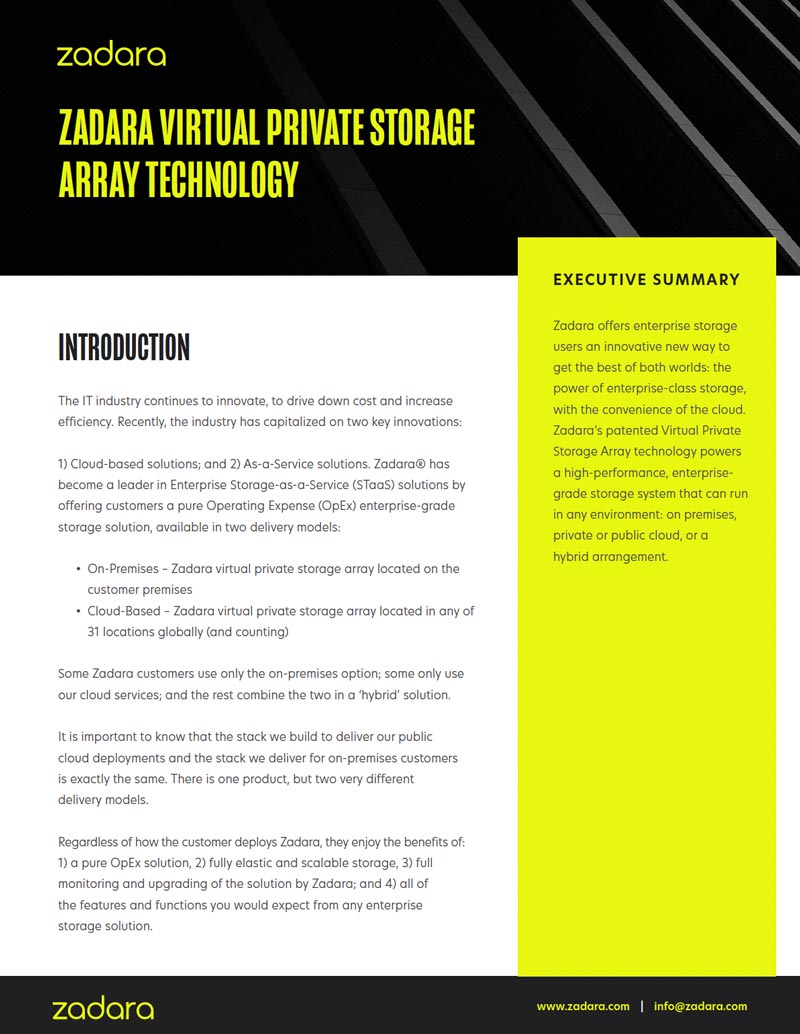 zadara
ZADARA VIRTUAL PRIVATE STORAGE
ARRAY TECHNOLOGY
EXECUTIVE SUMMARY
Zadara offers enterprise storage
users an innovative new way to
get the best of both worlds: the
power of enterprise-class storage,
with the convenience of the cloud.
Zadara's patented Virtual Private
Storage Array technology powers
a high-performance, enterprise-
grade storage system that can run
in any environment: on premises,
private or public cloud, or a
hybrid arrangement.
INTRODUCTION
The IT industry continues to innovate, to drive down cost and increase
efficiency. Recently, the industry has capitalized on two key innovations:
1) Cloud-based solutions; and 2) As-a-Service solutions. Zadara® has
become a leader in Enterprise Storage-as-a-Service (STaaS) solutions by
offering customers a pure Operating Expense (OpEx) enterprise-grade
storage solution, available in two delivery models:
• On-Premises – Zadara virtual private storage array located on the
customer premises
• Cloud-Based – Zadara virtual private storage array located in any of
31 locations globally (and counting)
Some Zadara customers use only the on-premises option; some only use
our cloud services; and the rest combine the two in a 'hybrid' solution.
It is important to know that the stack we build to deliver our public
cloud deployments and the stack we deliver for on-premises customers
is exactly the same. There is one product, but two very different
delivery models.
Regardless of how the customer deploys Zadara, they enjoy the benefits of:
1) a pure OpEx solution, 2) fully elastic and scalable storage, 3) full
monitoring and upgrading of the solution by Zadara; and 4) all of
the features and functions you would expect from any enterprise
storage solution.
zadara
www.zadara.com | info@zadara.com